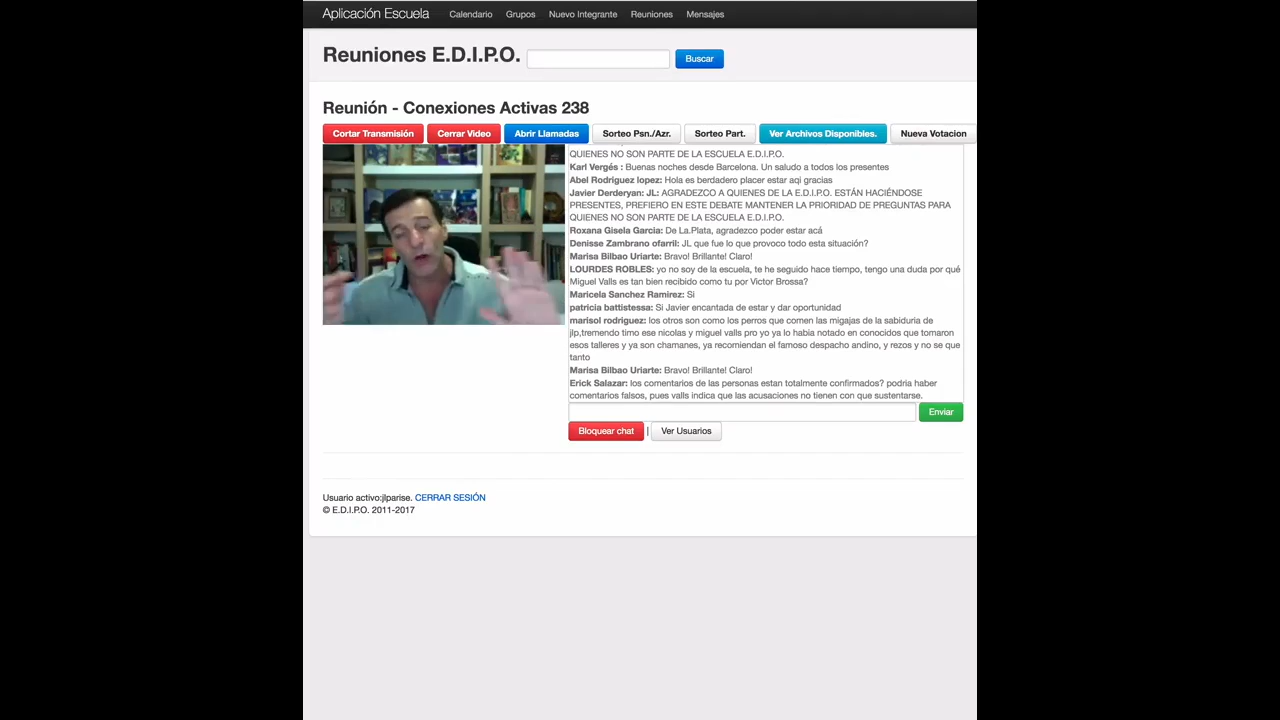 Aplicación Escuela Calendario Grupos Nuevo Integrante Reuniones Mensajes
Reuniones E.D.I.P.O. Buscar
Reunión - Conexiones Activas 238
Cortar Transmisión Cerrar Video Abrir Llamadas Sorteo Psn./Azr. Sorteo Part. Ver Archivos Disponibles. Nueva Votacion
QUIENES NO SON PARTE DE LA ESCUELA E.D.I.P.O.
Karl Vergés : Buenas noches desde Barcelona. Un saludo a todos los presentes
Abel Rodríguez lopez: Hola es berdadero placer estar aqi gracias
Javier Derderyan: JL: AGRADEZCO A QUIENES DE LA E.D.I.P.O. ESTÁN HACIÉNDOSE
PRESENTES, PREFIERO EN ESTE DEBATE MANTENER LA PRIORIDAD DE PREGUNTAS PARA
QUIENES NO SON PARTE DE LA ESCUELA E.D.I.P.O.
Roxana Gisela Garcia: De La.Plata, agradezco poder estar acá
Denisse Zambrano ofarril: JL que fue lo que provoco todo esta situación?
Marisa Bilbao Uriarte: Bravo! Brillante! Claro!
LOURDES ROBLES: yo no soy de la escuela, te he seguido hace tiempo, tengo una duda por qué
Miguel Valls es tan bien recibido como tu por Victor Brossa?
Maricela Sanchez Ramirez: Si
patricia battistessa: Si Javier encantada de estar y dar oportunidad
marisol rodriguez: los otros son como los perros que comen las migajas de la sabiduria de
jlp,tremendo timo ese nicolas y miguel valls pro yo ya lo habia notado en conocidos que tomaron
esos talleres y ya son chamanes, ya recomiendan el famoso despacho andino, y rezos y no se que
tanto
Marisa Bilbao Uriarte: Bravo! Brillante! Claro!
Erick Salazar: los comentarios de las personas estan totalmente confirmados? podria haber
comentarios falsos, pues valls indica que las acusaciones no tienen con que sustentarse.
Enviar
Bloquear chat | Ver Usuarios
Usuario activo:jlparise. CERRAR SESIÓN
© E.D.I.P.O. 2011-2017